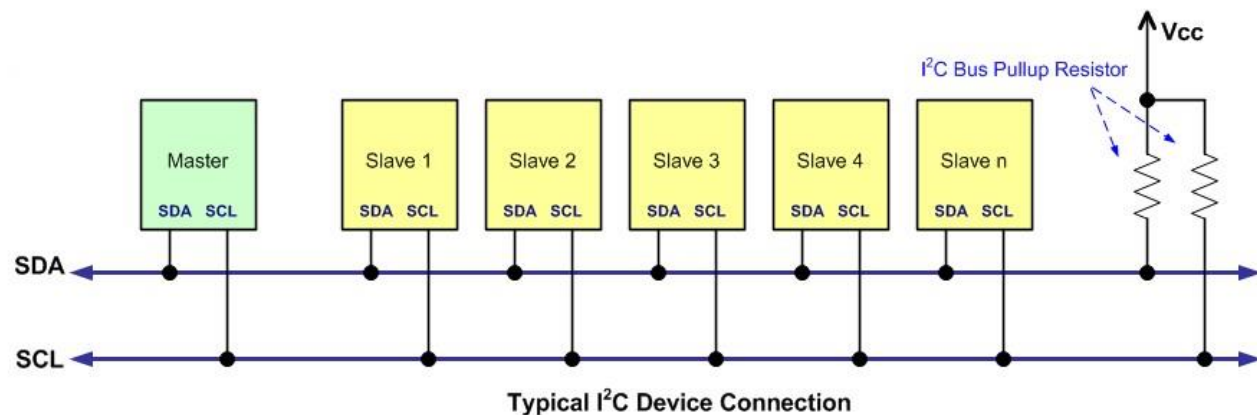 Vcc
I²C Bus Pullup Resistor
Master
Slave 1
Slave 2
Slave 3
Slave 4
Slave n
SDA SCL
SDA SCL
SDA SCL
SDA SCL
SDA SCL
SDA SCL
SDA
SCL
Typical I²C Device Connection